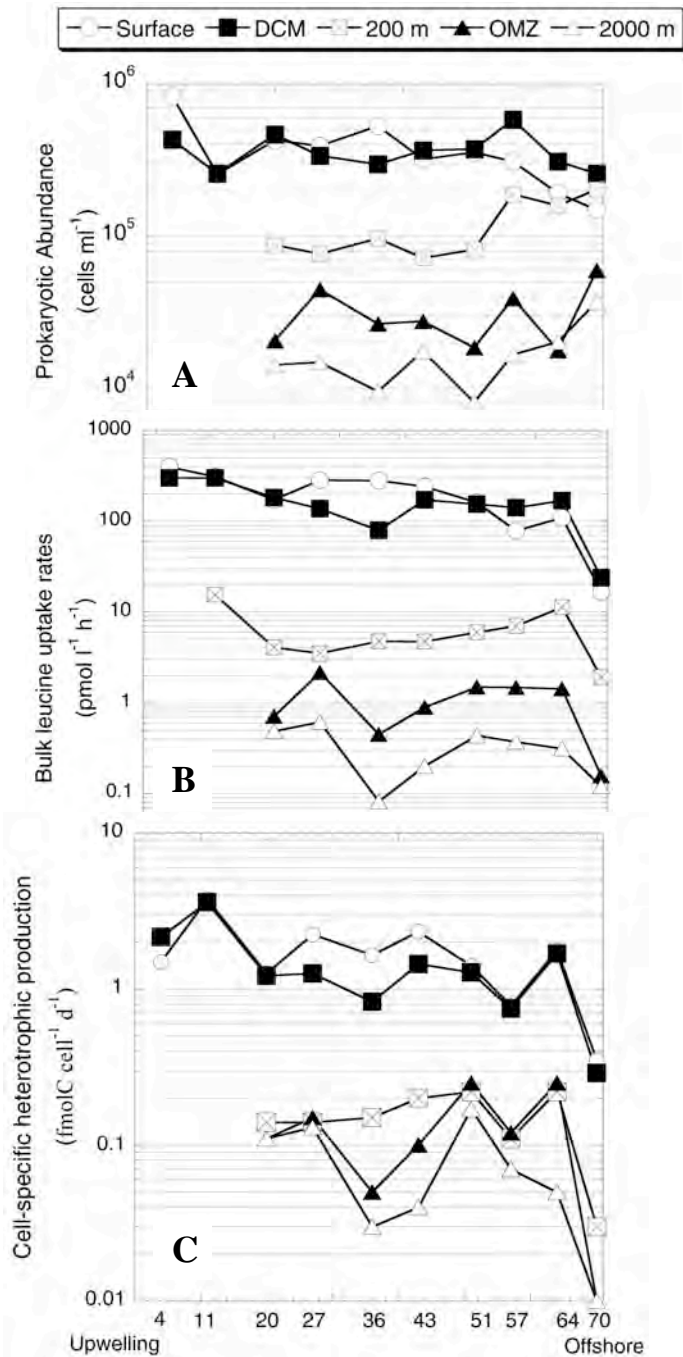 Surface DCM 200 m OMZ 2000 m
Prokaryotic Abundance
(cells ml⁻¹)
10⁶
10⁵
10⁴
A
Bulk leucine uptake rates
(pmol l⁻¹ h⁻¹)
1000
100
10
1
0.1
B
Cell-specific heterotrophic production
(fmolC cell⁻¹ d⁻¹)
10
1
0.1
0.01
C
4 11 20 27 36 43 51 57 64 70
Upwelling Offshore